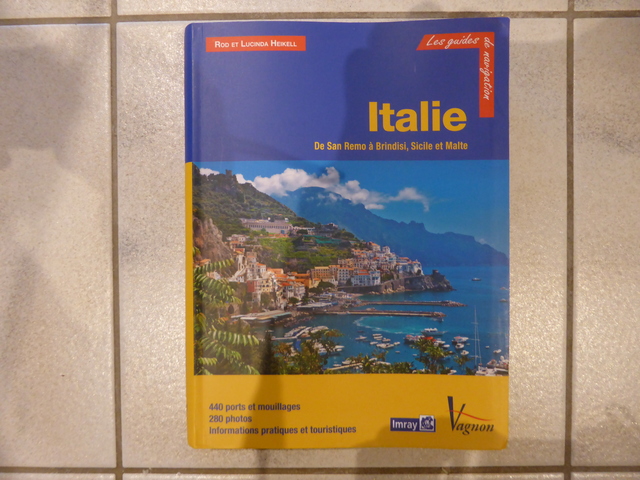 ROD ET LUCINDA HEIKELL
Les guides
de navigation
Italie
De San Remo à Brindisi, Sicile et Malte
440 ports et mouillages
280 photos
Informations pratiques et touristiques
Imray
Vagnon